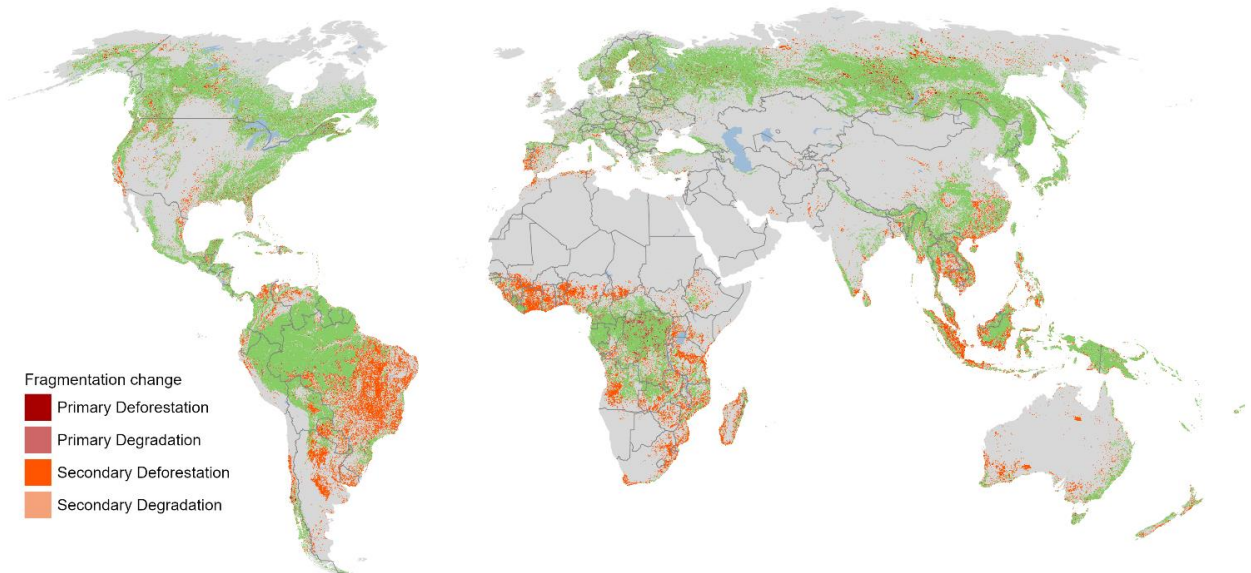 Fragmentation change
Primary Deforestation
Primary Degradation
Secondary Deforestation
Secondary Degradation